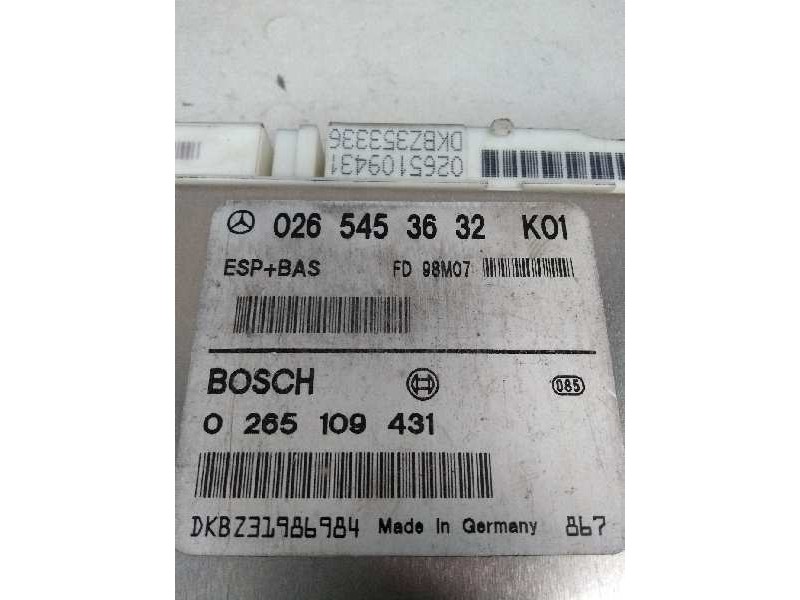 DKBZ353336
0265109431
026 545 36 32 K01
ESP+BAS FD 98M07
BOSCH
085
0 265 109 431
DKBZ31986984 Made in Germany 867